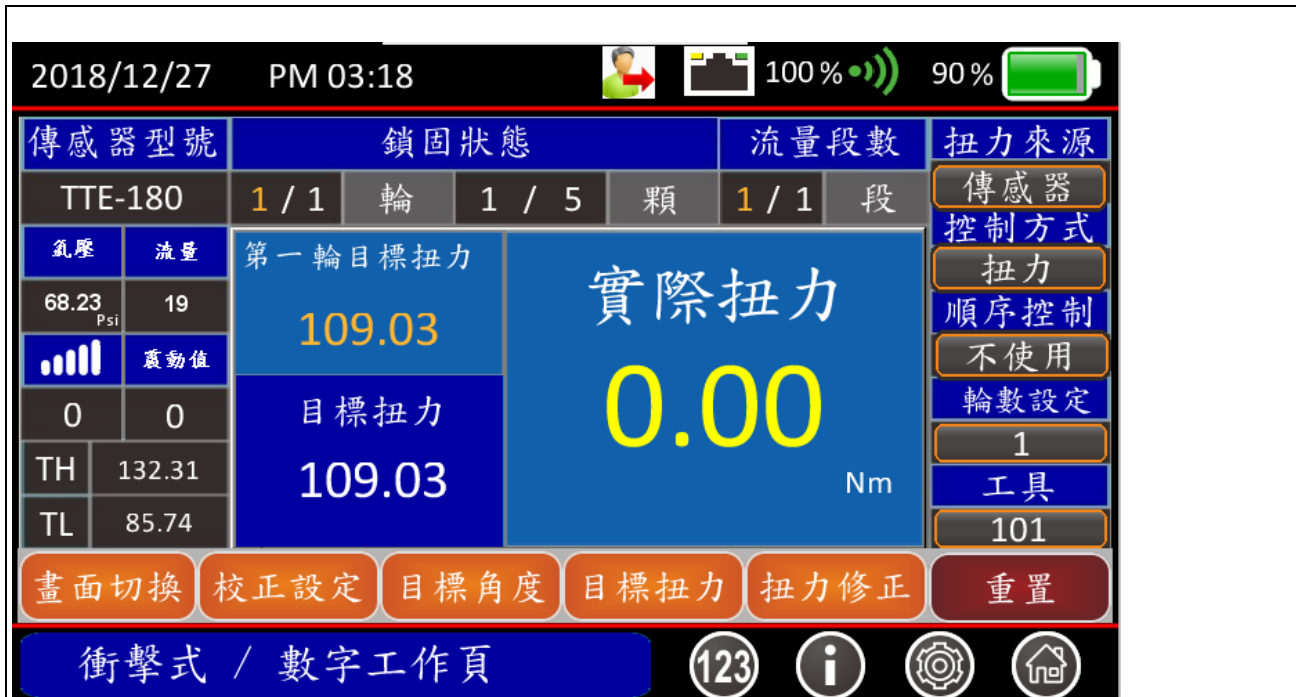 2018/12/27 PM 03:18 100% 90%
傳感器型號 鎖固狀態 流量段數 扭力來源
TTE-180 1 / 1 輪 1 / 5 顆 1 / 1 段 傳感器
控制方式
扭力
順序控制
不使用
輪數設定
1
工具
101
氣壓 流量
68.23 Psi 19
震動值
0 0
TH 132.31
TL 85.74
第一輪目標扭力
109.03
目標扭力
109.03
實際扭力
0.00
Nm
畫面切換 校正設定 目標角度 目標扭力 扭力修正 重置
衝擊式 / 數字工作頁 123 i